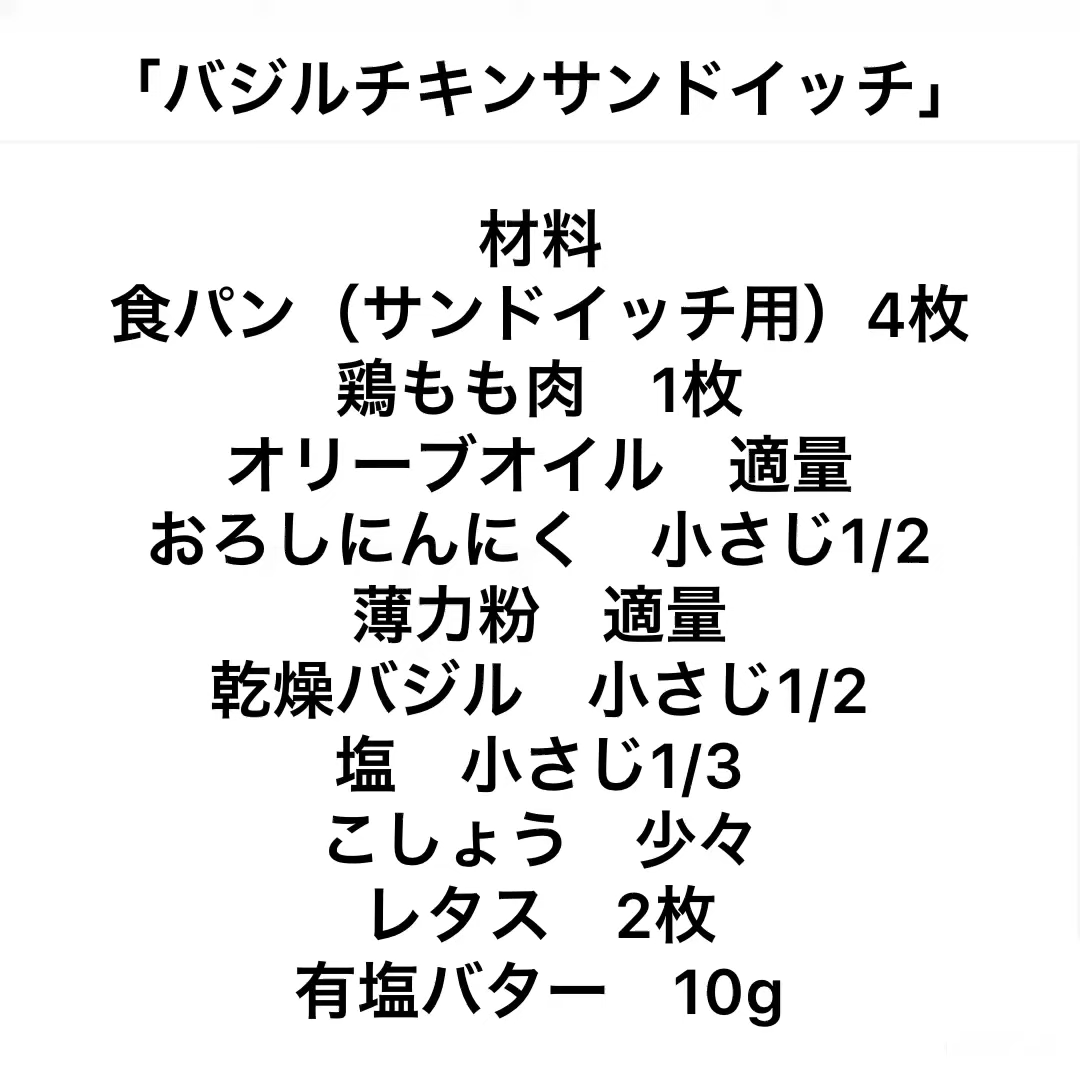 「バジルチキンサンドイッチ」
材料
食パン（サンドイッチ用）4枚
鶏もも肉　1枚
オリーブオイル　適量
おろしにんにく　小さじ1/2
薄力粉　適量
乾燥バジル　小さじ1/2
塩　小さじ1/3
こしょう　少々
レタス　2枚
有塩バター　10g